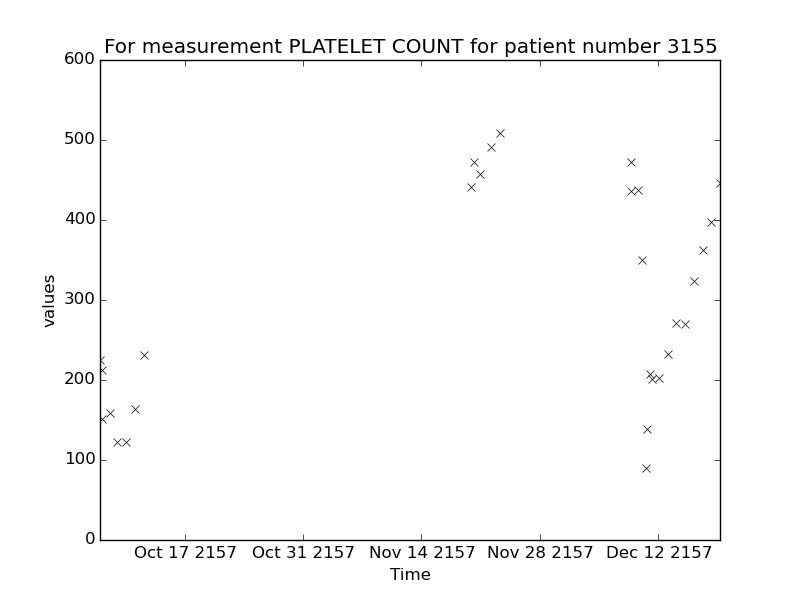 For measurement PLATELET COUNT for patient number 3155
600
500
400
300
200
100
0
values
Oct 17 2157 Oct 31 2157 Nov 14 2157 Nov 28 2157 Dec 12 2157
Time